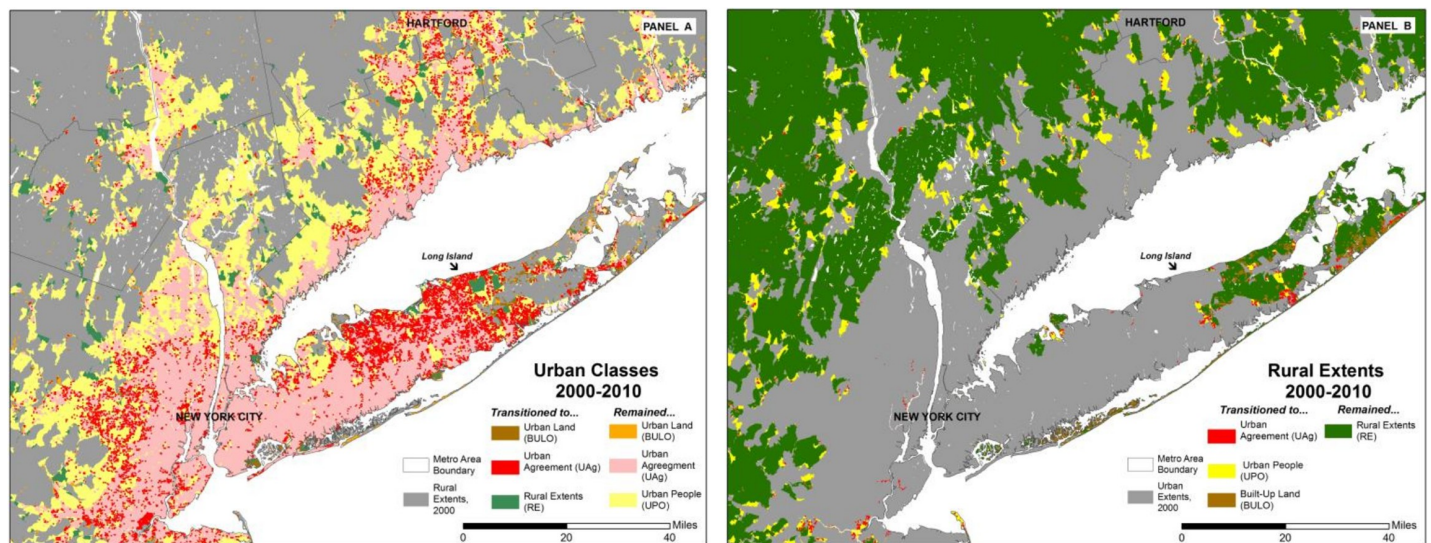 HARTFORD
PANEL A
Long Island
NEW YORK CITY
Urban Classes
2000-2010
Transitioned to...
Remained...
Urban Land
(BULO)
Urban Land
(BULO)
Metro Area
Boundary
Urban
Agreement (UAg)
Urban
Agreegment
(UAg)
Rural
Extents,
2000
Rural Extents
(RE)
Urban People
(UPO)
Miles
0
20
40
HARTFORD
PANEL B
Long Island
NEW YORK CITY
Rural Extents
2000-2010
Transitioned to...
Remained...
Urban
Agreement (UAg)
Rural Extents
(RE)
Metro Area
Boundary
Urban People
(UPO)
Urban
Extents,
2000
Built-Up Land
(BULO)
Miles
0
20
40